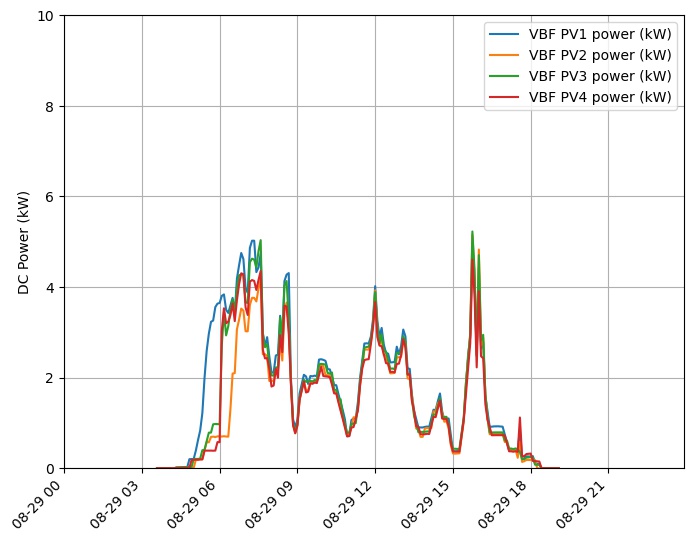 10
8
6
4
2
0
DC Power (kW)
VBF PV1 power (kW)
VBF PV2 power (kW)
VBF PV3 power (kW)
VBF PV4 power (kW)
08-29 00
08-29 03
08-29 06
08-29 09
08-29 12
08-29 15
08-29 18
08-29 21